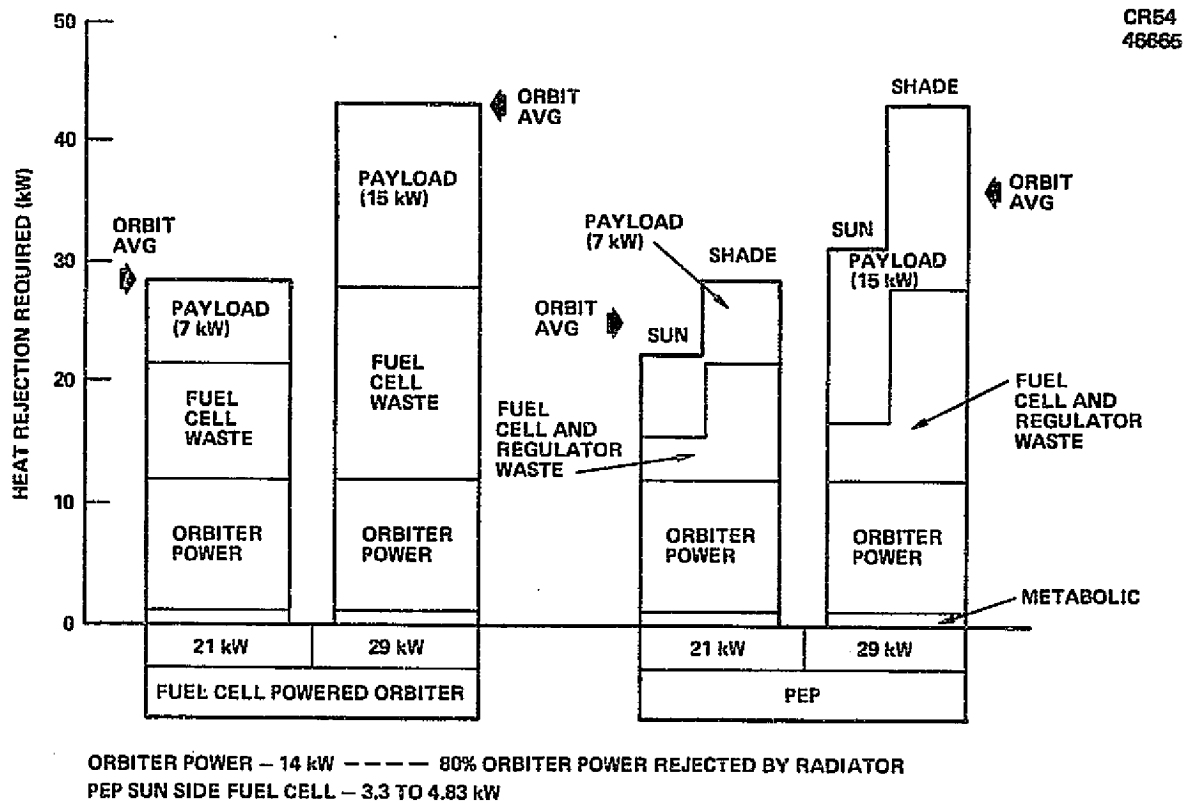 CR54
46665
HEAT REJECTION REQUIRED (kW)
50
40
30
20
10
0
ORBIT
AVG
PAYLOAD
(7 kW)
FUEL
CELL
WASTE
ORBITER
POWER
ORBIT
AVG
PAYLOAD
(15 kW)
FUEL
CELL
WASTE
ORBITER
POWER
ORBIT
AVG
SUN
PAYLOAD
(7 kW)
SHADE
FUEL
CELL AND
REGULATOR
WASTE
ORBITER
POWER
SHADE
SUN
ORBIT
AVG
PAYLOAD
(15 kW)
FUEL
CELL AND
REGULATOR
WASTE
ORBITER
POWER
METABOLIC
21 kW
29 kW
21 kW
29 kW
FUEL CELL POWERED ORBITER
PEP
ORBITER POWER – 14 kW – – – – 80% ORBITER POWER REJECTED BY RADIATOR
PEP SUN SIDE FUEL CELL – 3.3 TO 4.83 kW